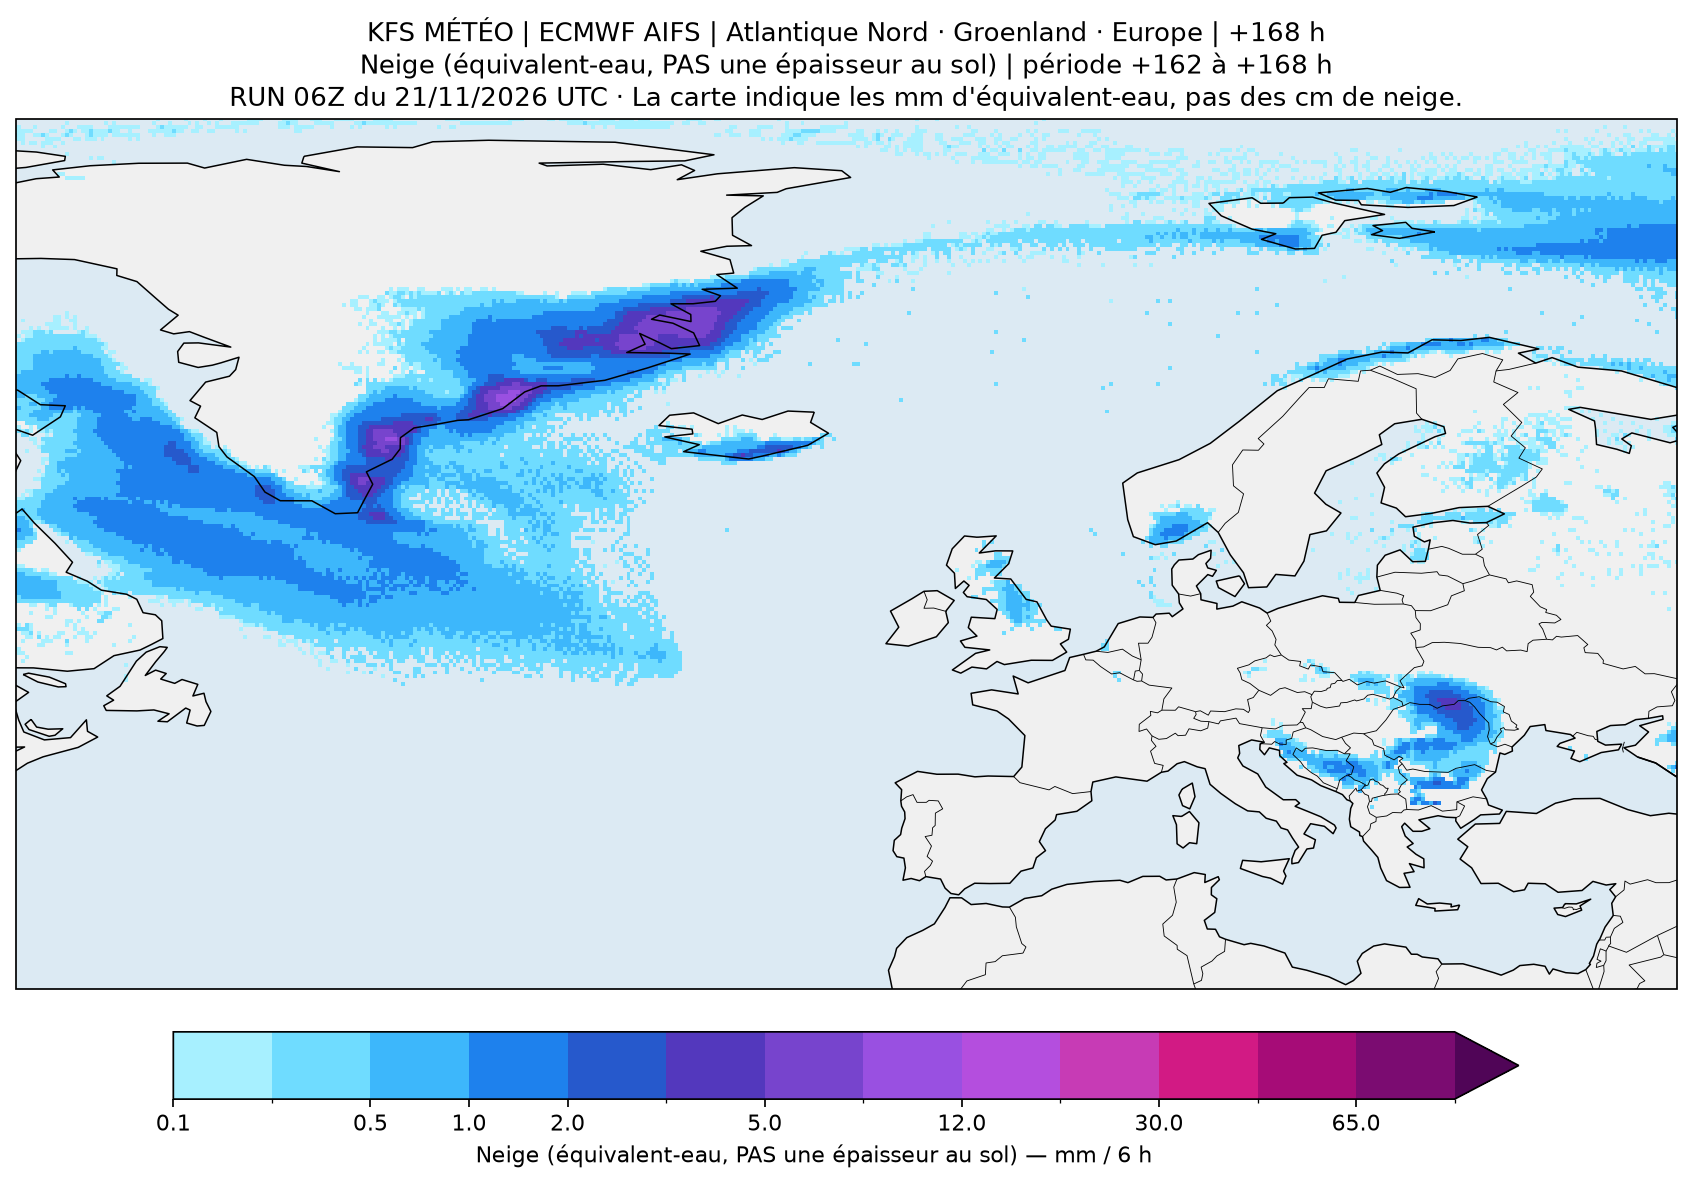 KFS MÉTÉO | ECMWF AIFS | Atlantique Nord · Groenland · Europe | +168 h
Neige (équivalent-eau, PAS une épaisseur au sol) | période +162 à +168 h
RUN 06Z du 21/11/2026 UTC · La carte indique les mm d'équivalent-eau, pas des cm de neige.
0.1 0.5 1.0 2.0 5.0 12.0 30.0 65.0
Neige (équivalent-eau, PAS une épaisseur au sol) — mm / 6 h